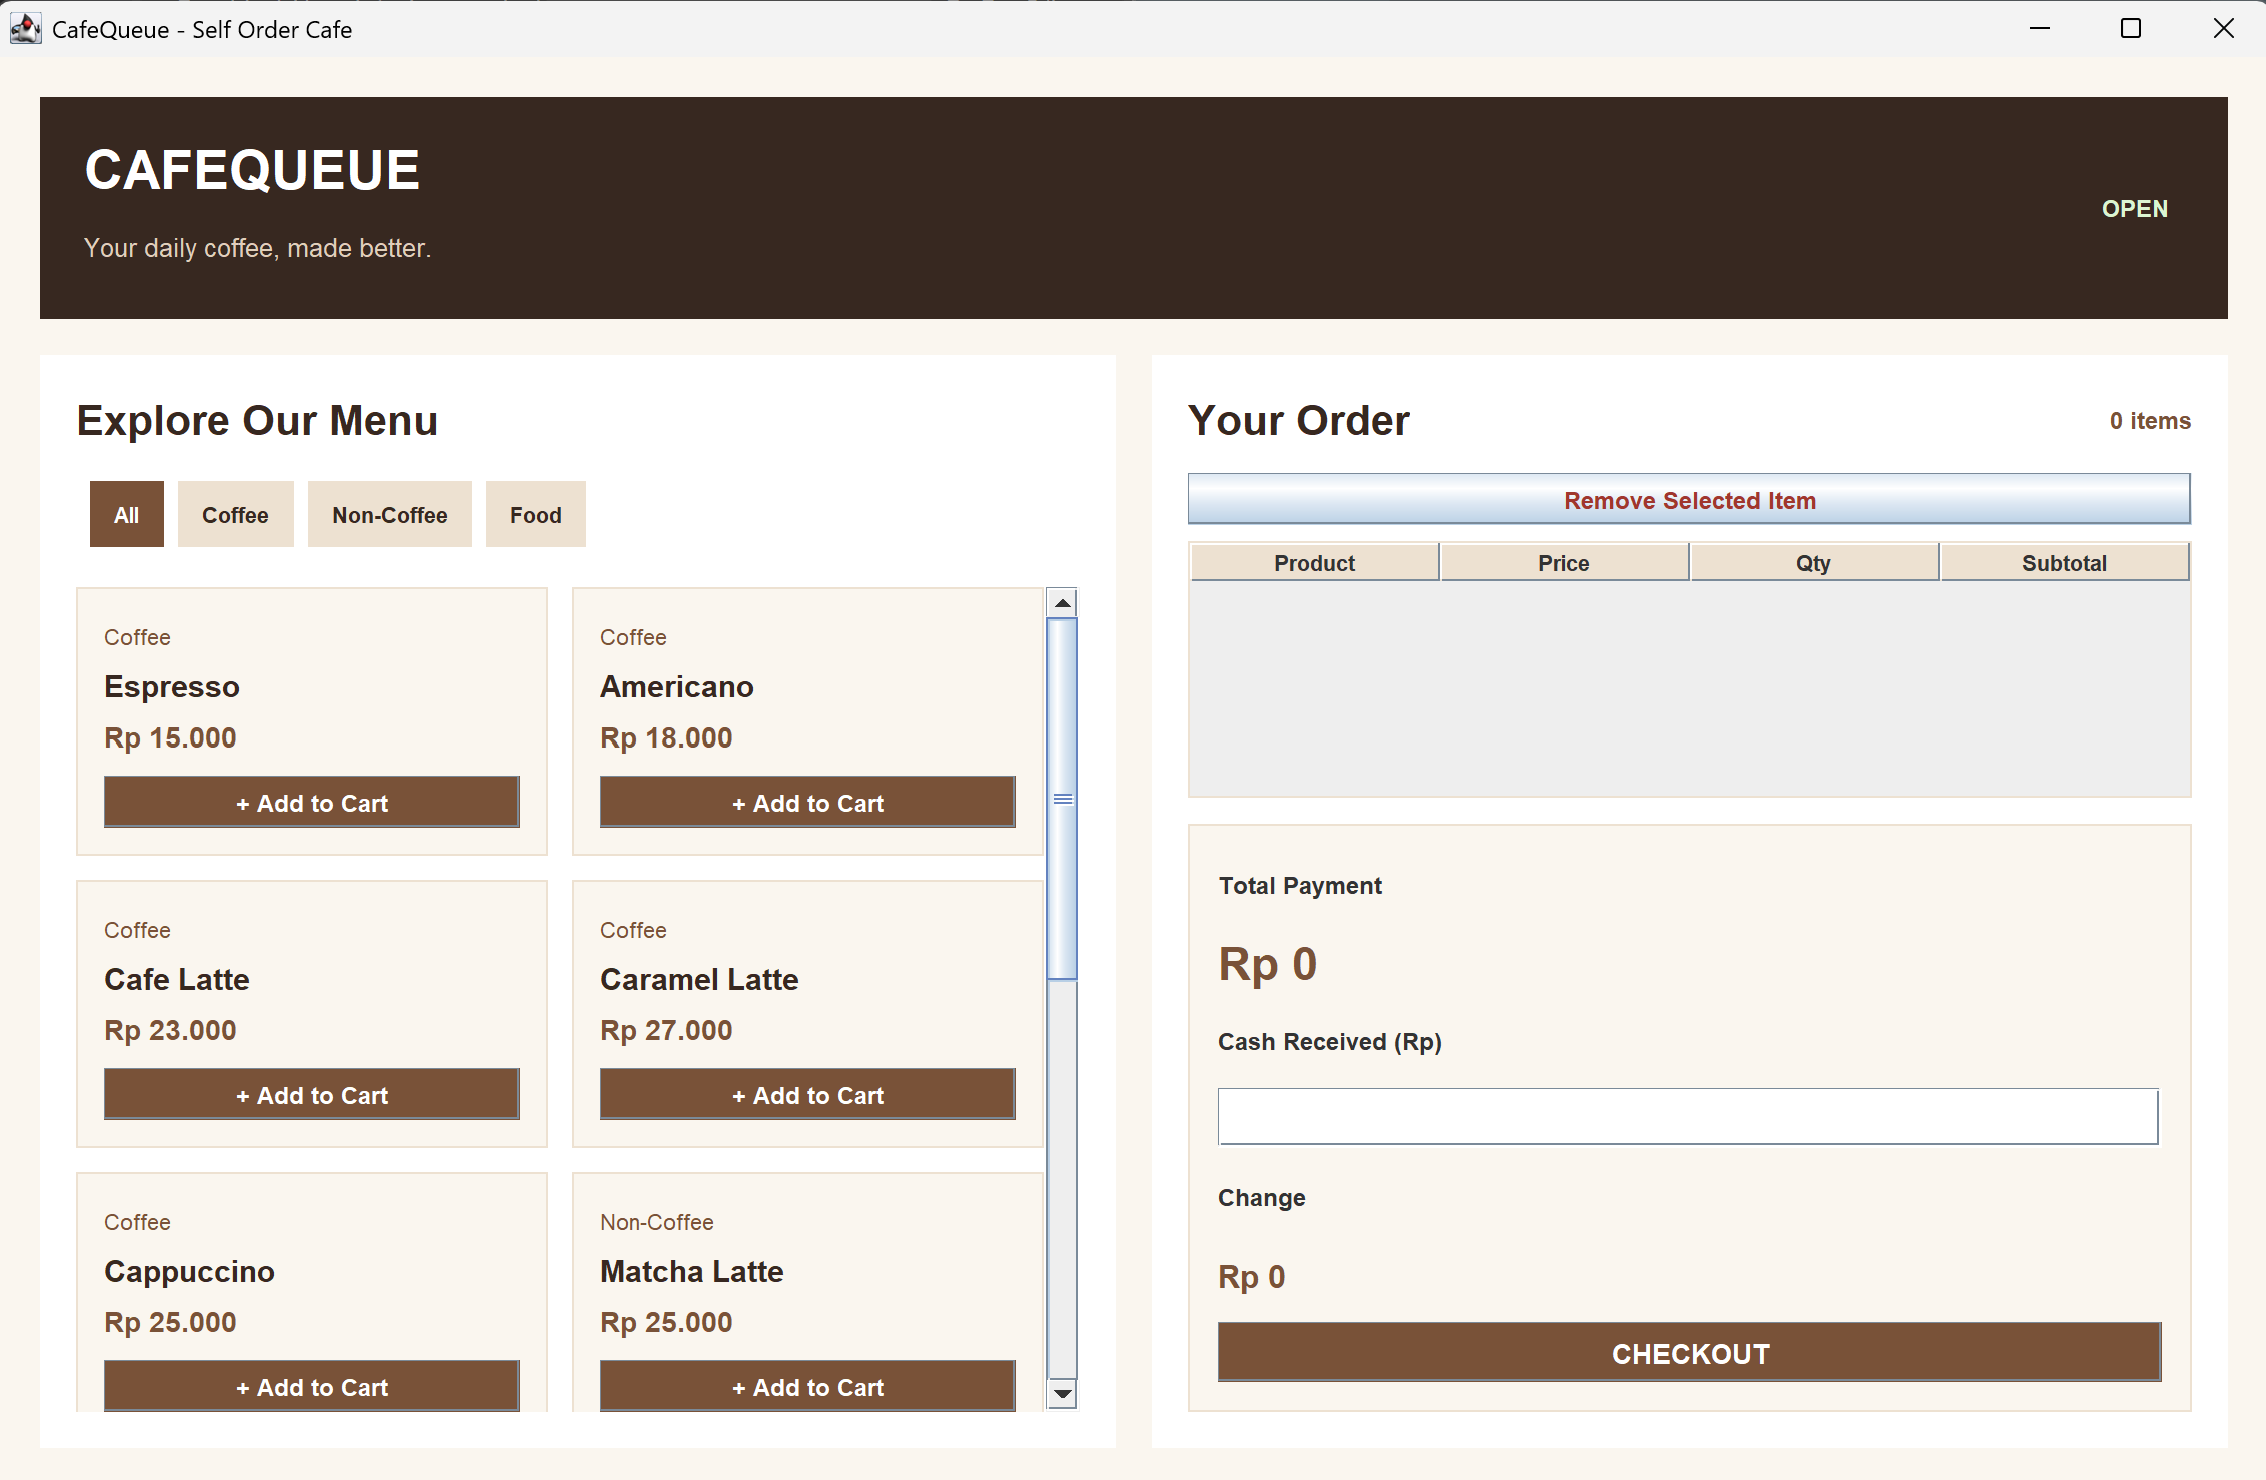 CafeQueue - Self Order Cafe
CAFEQUEUE
Your daily coffee, made better.
OPEN
Explore Our Menu
All Coffee Non-Coffee Food
Coffee
Espresso
Rp 15.000
+ Add to Cart
Coffee
Americano
Rp 18.000
+ Add to Cart
Coffee
Cafe Latte
Rp 23.000
+ Add to Cart
Coffee
Caramel Latte
Rp 27.000
+ Add to Cart
Coffee
Cappuccino
Rp 25.000
+ Add to Cart
Non-Coffee
Matcha Latte
Rp 25.000
+ Add to Cart
Your Order
0 items
Remove Selected Item
Product Price Qty Subtotal
Total Payment
Rp 0
Cash Received (Rp)
Change
Rp 0
CHECKOUT